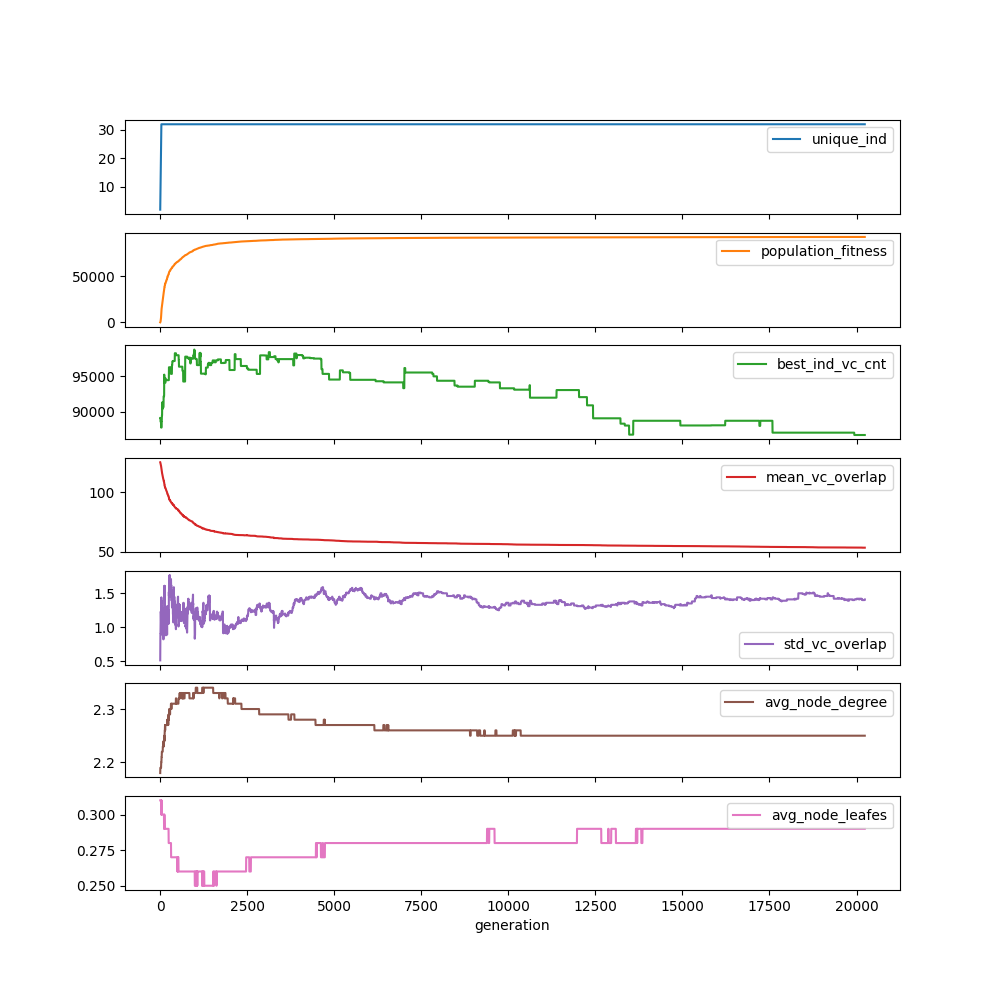 30
20
10
unique_ind
50000
0
population_fitness
95000
90000
best_ind_vc_cnt
100
50
mean_vc_overlap
1.5
1.0
0.5
std_vc_overlap
2.3
2.2
avg_node_degree
0.300
0.275
0.250
avg_node_leafes
0 2500 5000 7500 10000 12500 15000 17500 20000
generation